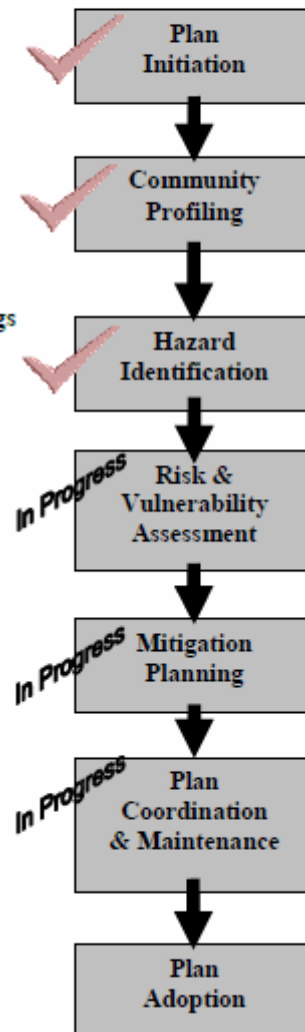 Plan
Initiation
Community
Profiling
gs
Hazard
Identification
In Progress
Risk &
Vulnerability
Assessment
In Progress
Mitigation
Planning
In Progress
Plan
Coordination
& Maintenance
Plan
Adoption